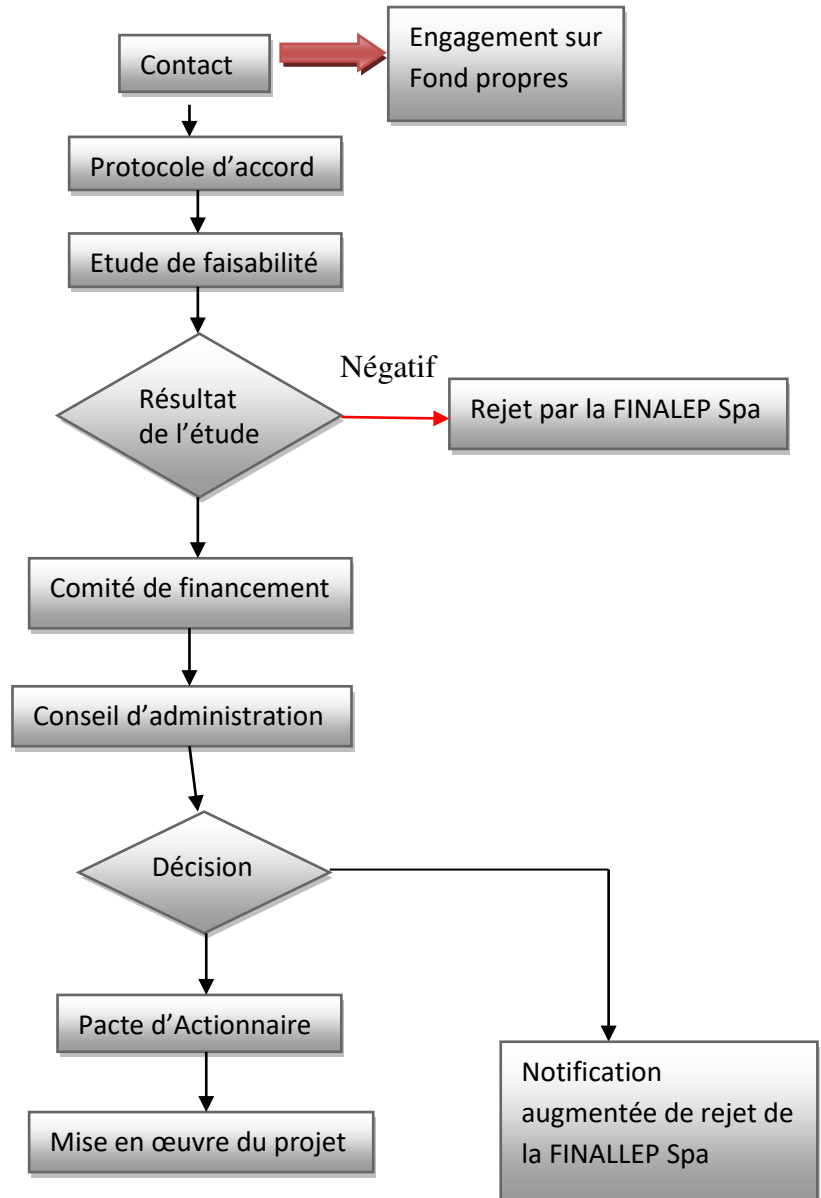 Contact
Engagement sur
Fond propres
Protocole d’accord
Etude de faisabilité
Résultat
de l’étude
Négatif
Rejet par la FINALEP Spa
Comité de financement
Conseil d’administration
Décision
Pacte d’Actionnaire
Mise en œuvre du projet
Notification
augmentée de rejet de
la FINALLEP Spa